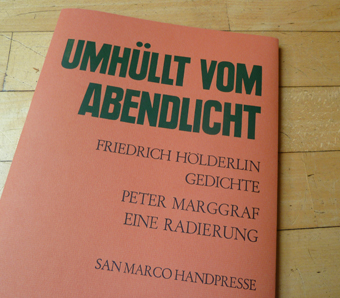 UMHÜLLT VOM
ABENDLICHT
FRIEDRICH HÖLDERLIN
GEDICHTE
PETER MARGGRAF
EINE RADIERUNG
SAN MARCO HANDPRESSE